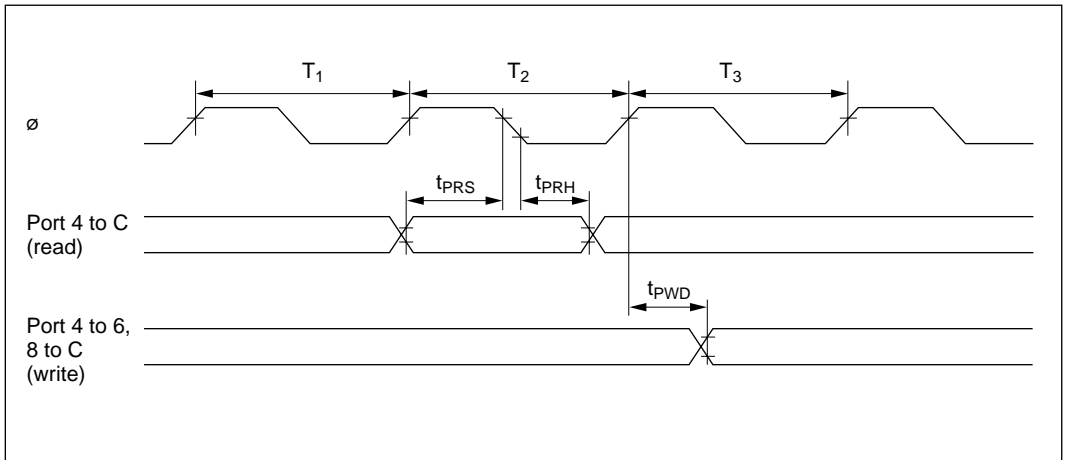 T1 T2 T3
ø
tPRS tPRH
Port 4 to C
(read)
tPWD
Port 4 to 6,
8 to C
(write)